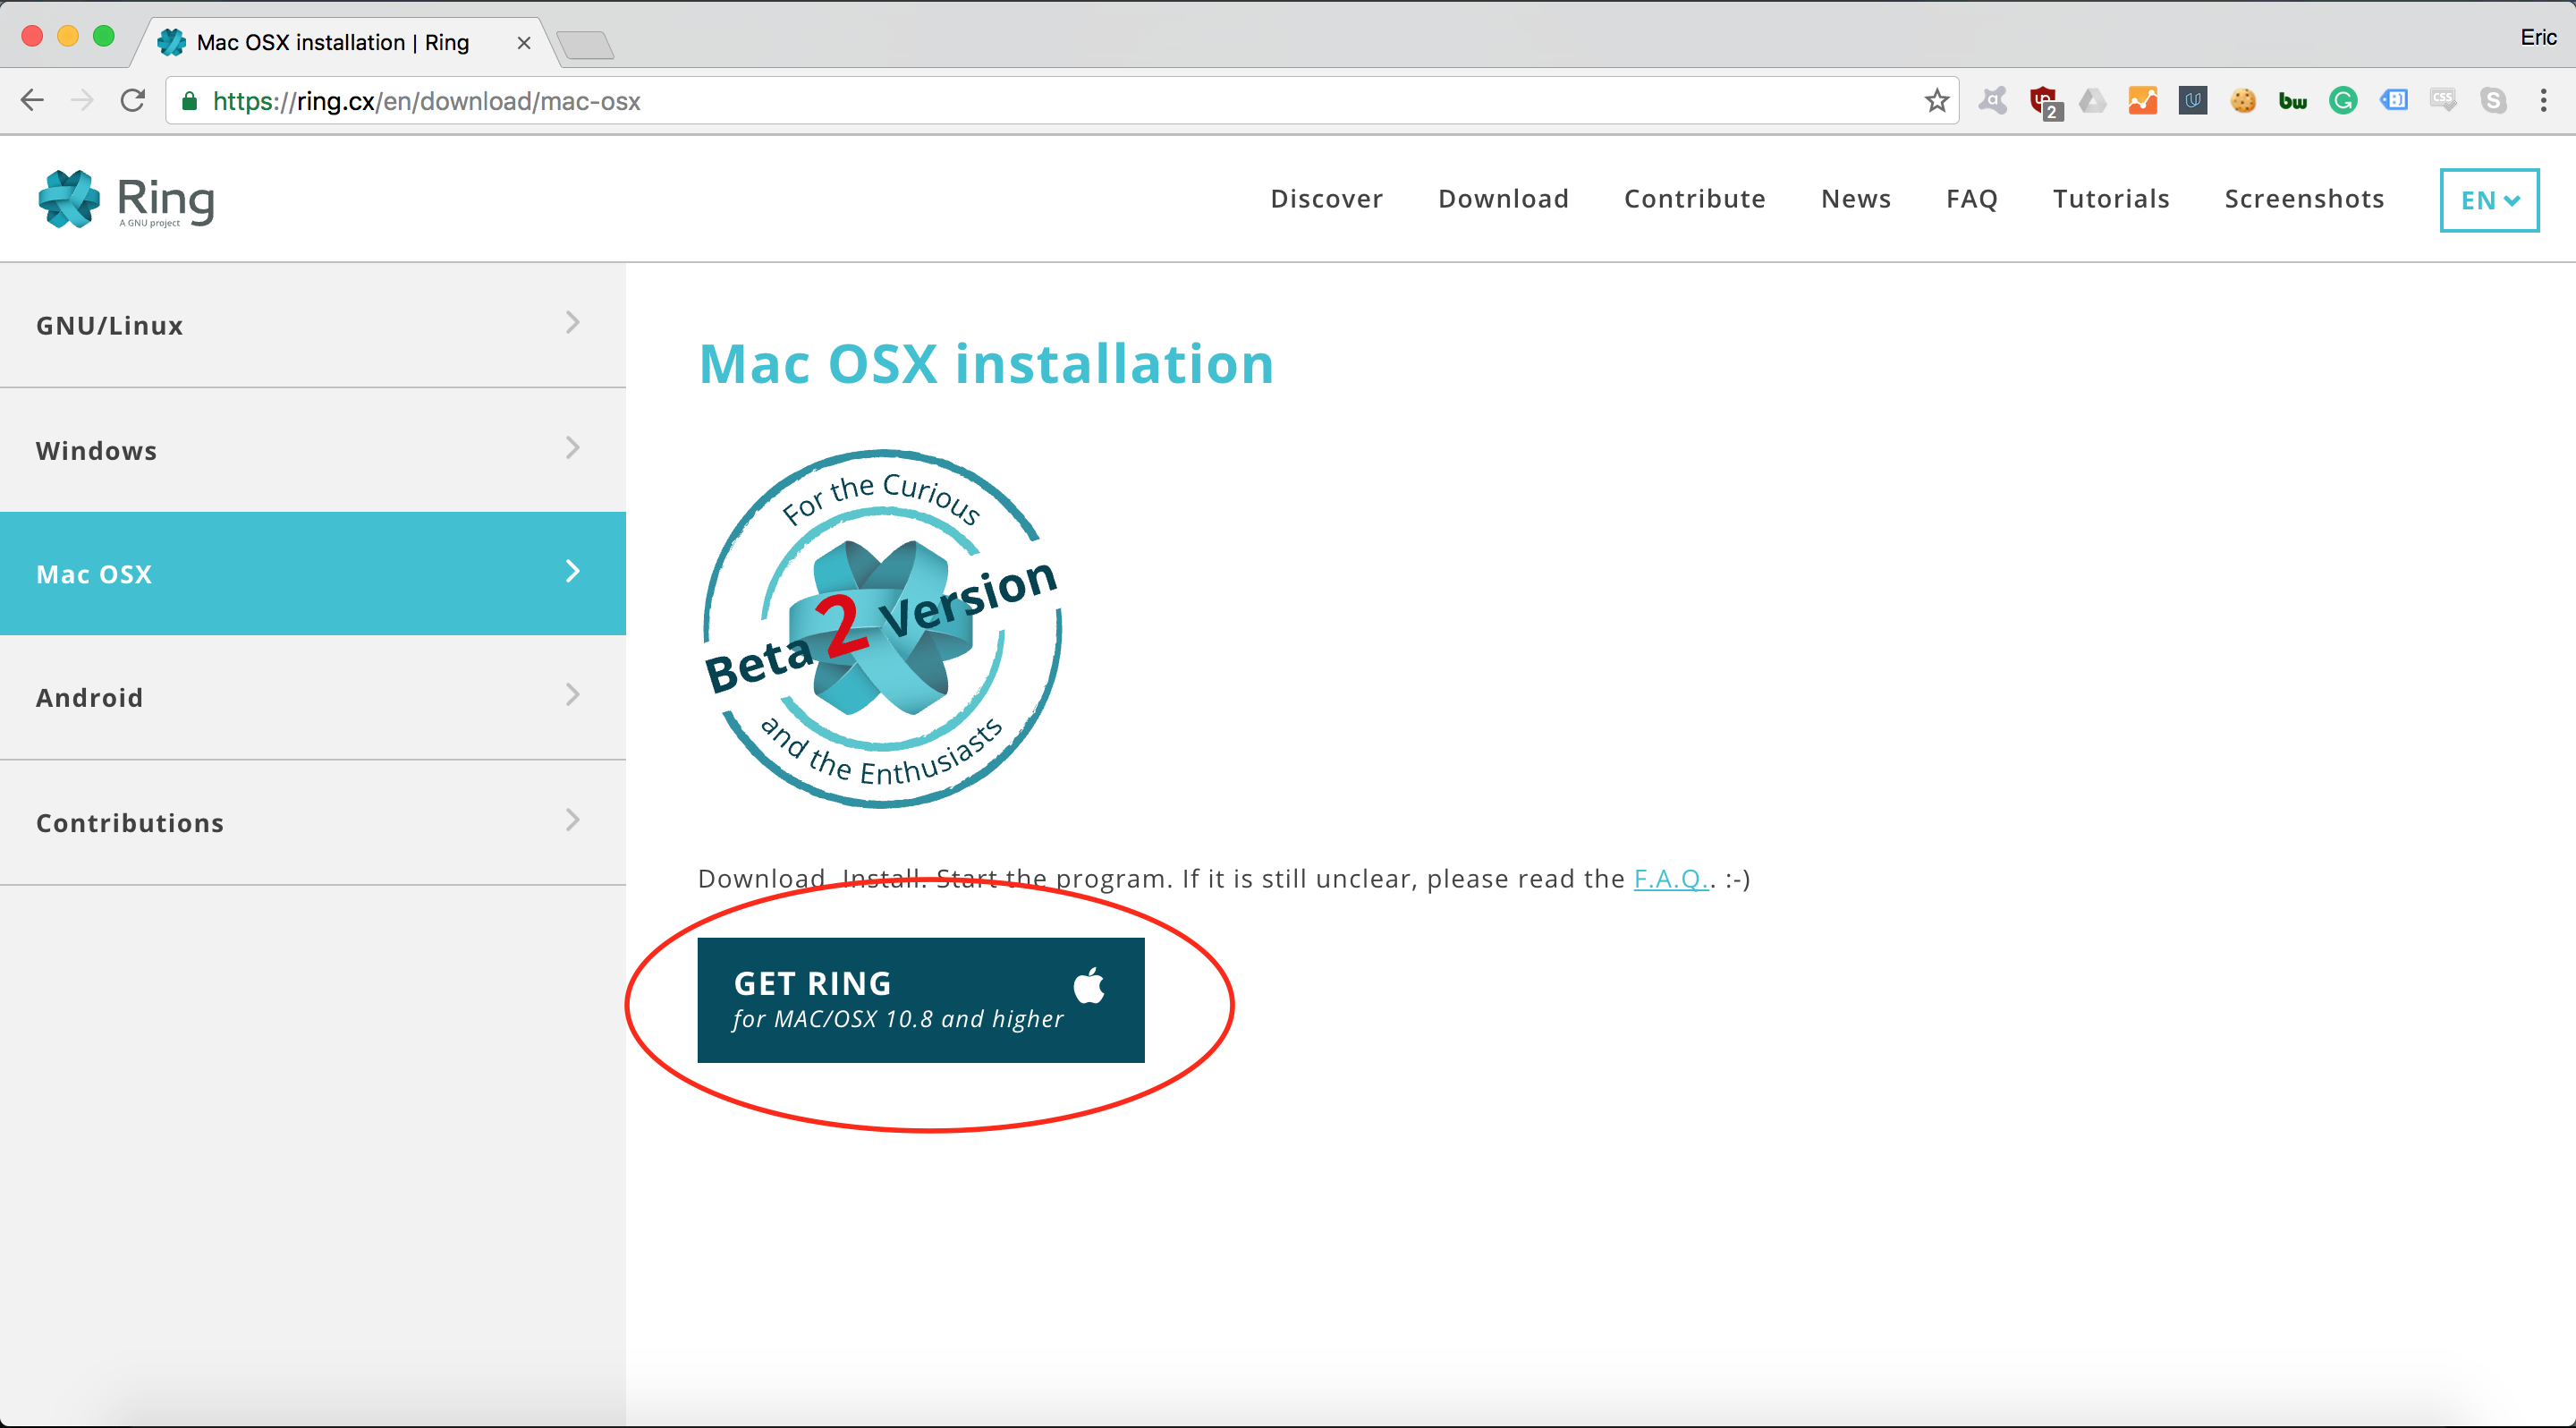 Mac OSX installation | Ring
Eric
https://ring.cx/en/download/mac-osx
2
bw
CSS
Ring
A GNU project
Discover
Download
Contribute
News
FAQ
Tutorials
Screenshots
EN
GNU/Linux
Windows
Mac OSX
Android
Contributions
Mac OSX installation
For the Curious
Beta 2 Version
and the Enthusiasts
Download. Install. Start the program. If it is still unclear, please read the F.A.Q.. :-)
GET RING
for MAC/OSX 10.8 and higher